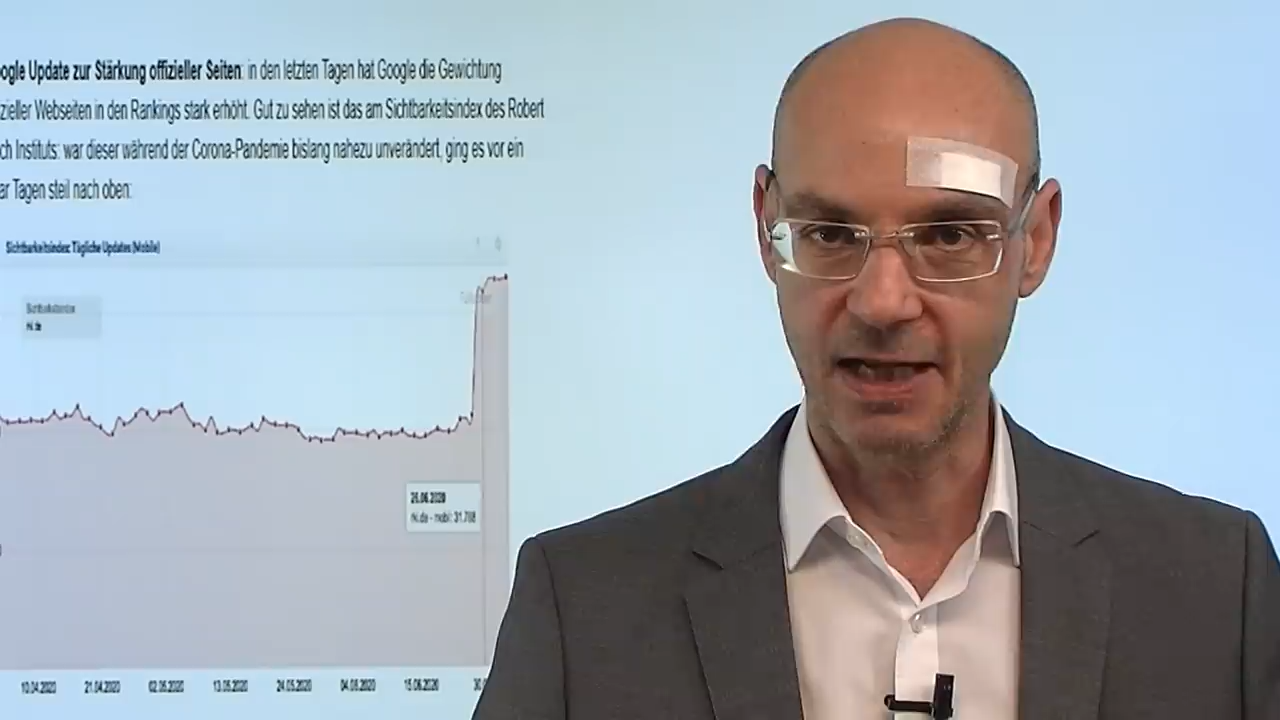 ogle Update zur Stärkung offizieller Seiten: in den letzten Tagen hat Google die Gewichtung
zieller Webseiten in den Rankings stark erhöht. Gut zu sehen ist das am Sichtbarkeitsindex des Robert
ch Instituts: war dieser während der Corona-Pandemie bislang nahezu unverändert, ging es vor ein
ar Tagen steil nach oben:
Sichtbarkeitsindex: Tägliche Updates (Mobile)
Sichtbarkeitsindex
rki.de
26.06.2020
rki.de - mobil: 31.768
10.04.2020 21.04.2020 02.05.2020 13.05.2020 24.05.2020 04.06.2020 15.06.2020 30